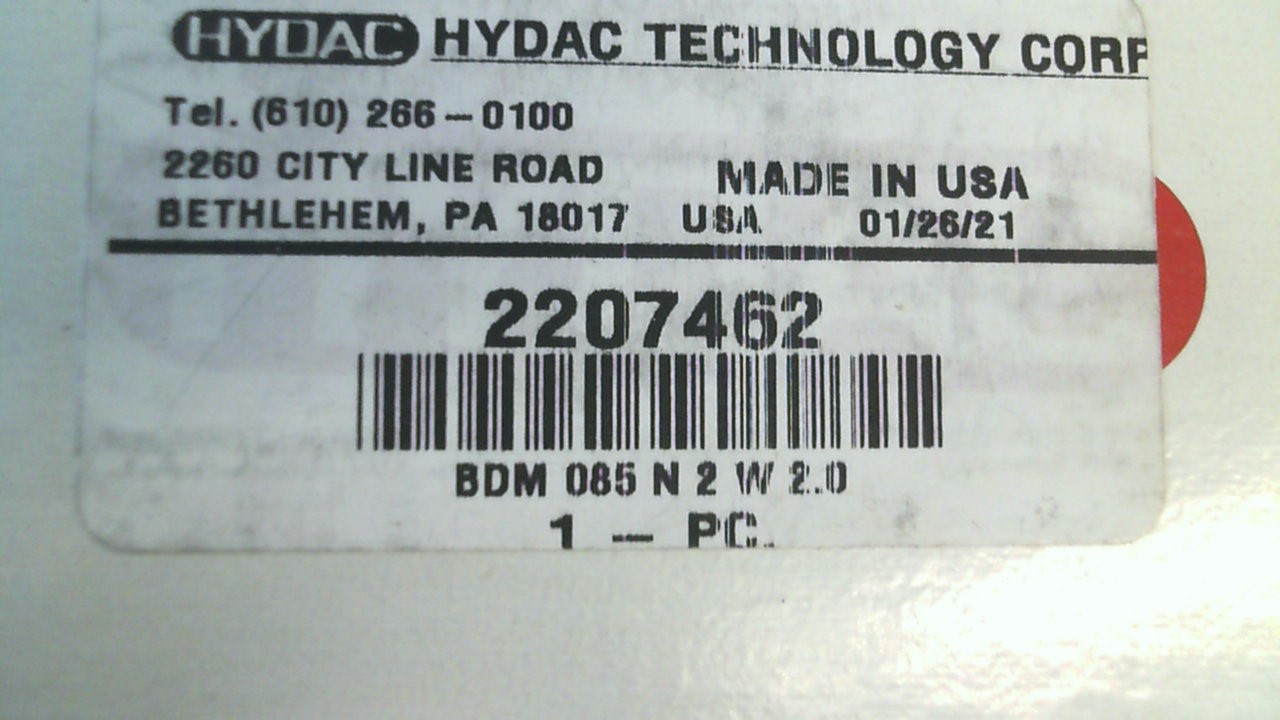 HYDAC HYDAC TECHNOLOGY CORP
Tel. (610) 266-0100
2260 CITY LINE ROAD MADE IN USA
BETHLEHEM, PA 18017 USA 01/26/21
2207462
BDM 085 N 2 W 2.0
1 - PC.